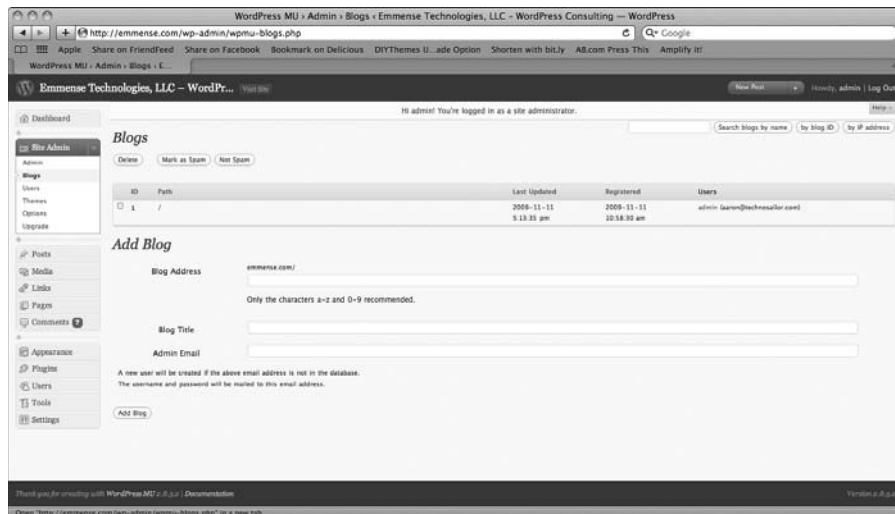 WordPress MU › Admin › Blogs ‹ Emmense Technologies, LLC – WordPress Consulting — WordPress
http://emmense.com/wp-admin/wpmu-blogs.php
Google
Apple Share on FriendFeed Share on Facebook Bookmark on Delicious DIYThemes U...ade Option Shorten with bit.ly AB.com Press This Amplify it!
WordPress MU › Admin › Blogs ‹ E...
Emmense Technologies, LLC – WordPr... Visit Site
New Post
Howdy, admin | Log Out
Hi admin! You're logged in as a site administrator.
Help
Dashboard
Site Admin
Admin
Blogs
Users
Themes
Options
Upgrade
Posts
Media
Links
Pages
Comments
Appearance
Plugins
Users
Tools
Settings
Search blogs by name by blog ID by IP address
Blogs
Delete Mark as Spam Not Spam
ID Path Last Updated Registered Users
1 / 2009-11-11 5:13:35 pm 2009-11-11 10:58:30 am admin (aaron@technosailor.com)
Add Blog
Blog Address
emmense.com/
Only the characters a-z and 0-9 recommended.
Blog Title
Admin Email
A new user will be created if the above email address is not in the database.
The username and password will be mailed to this email address.
Add Blog
Thank you for creating with WordPress MU | Documentation
Version
Open "http://emmense.com/wp-admin/wpmu-blogs.php" in a new tab